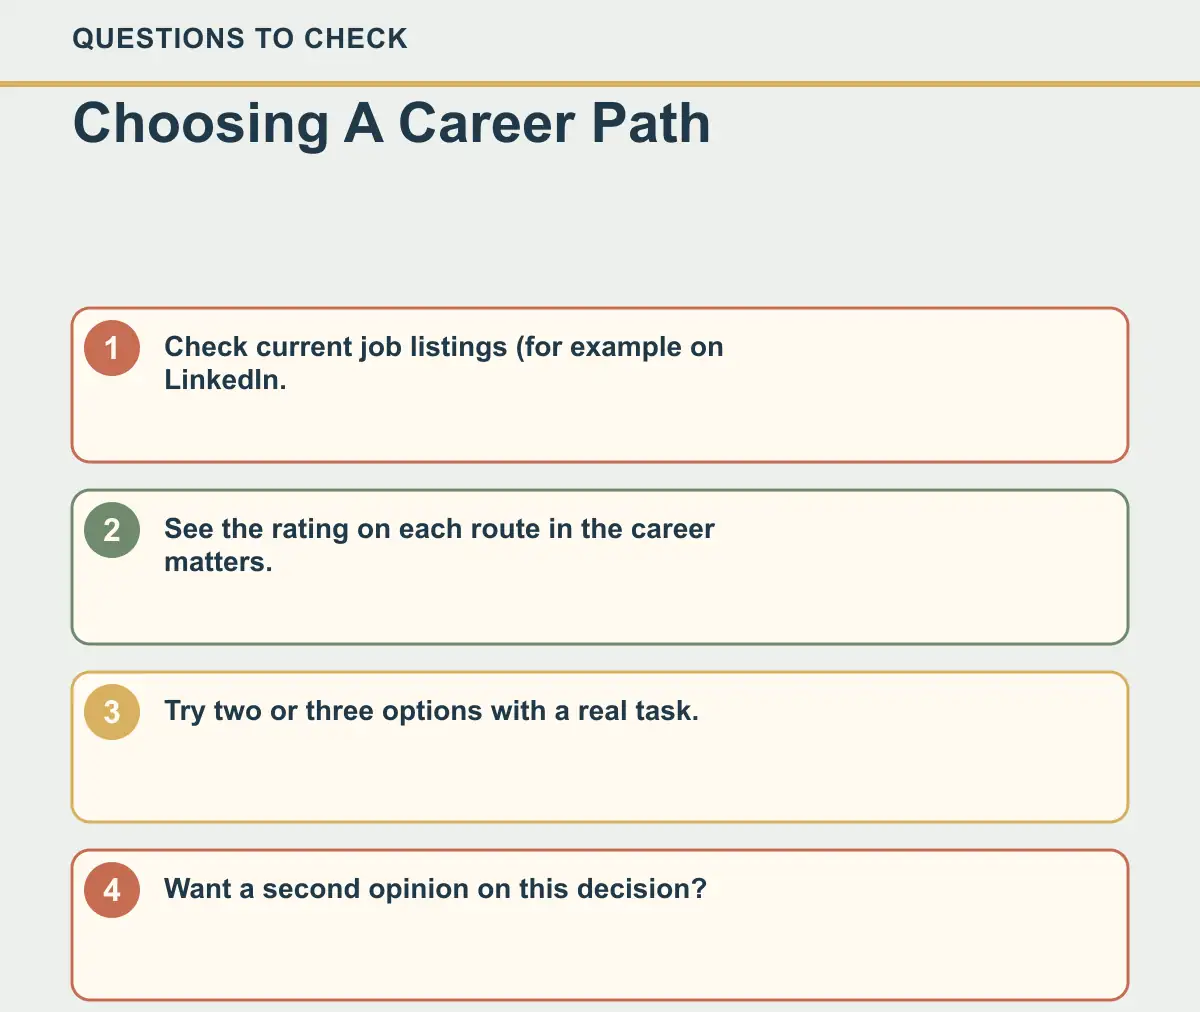 QUESTIONS TO CHECK
Choosing A Career Path
1
Check current job listings (for example on
LinkedIn.
2
See the rating on each route in the career
matters.
3
Try two or three options with a real task.
4
Want a second opinion on this decision?